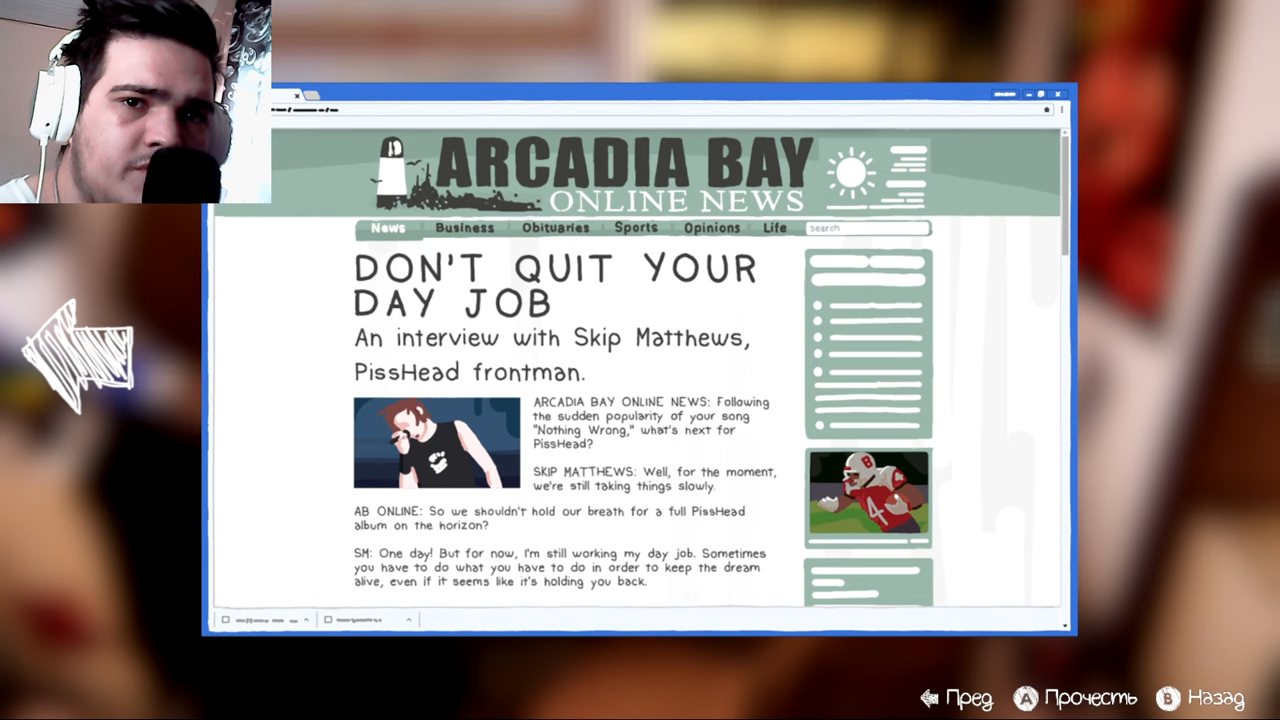 ARCADIA BAY
ONLINE NEWS
News Business Obituaries Sports Opinions Life search
DON'T QUIT YOUR
DAY JOB
An interview with Skip Matthews,
PissHead frontman.
ARCADIA BAY ONLINE NEWS: Following
the sudden popularity of your song
"Nothing Wrong," what's next for
PissHead?
SKIP MATTHEWS: Well, for the moment,
we're still taking things slowly.
AB ONLINE: So we shouldn't hold our breath for a full PissHead
album on the horizon?
SM: One day! But for now, I'm still working my day job. Sometimes
you have to do what you have to do in order to keep the dream
alive, even if it seems like it's holding you back.
B
4
Пред. A Прочесть B Назад